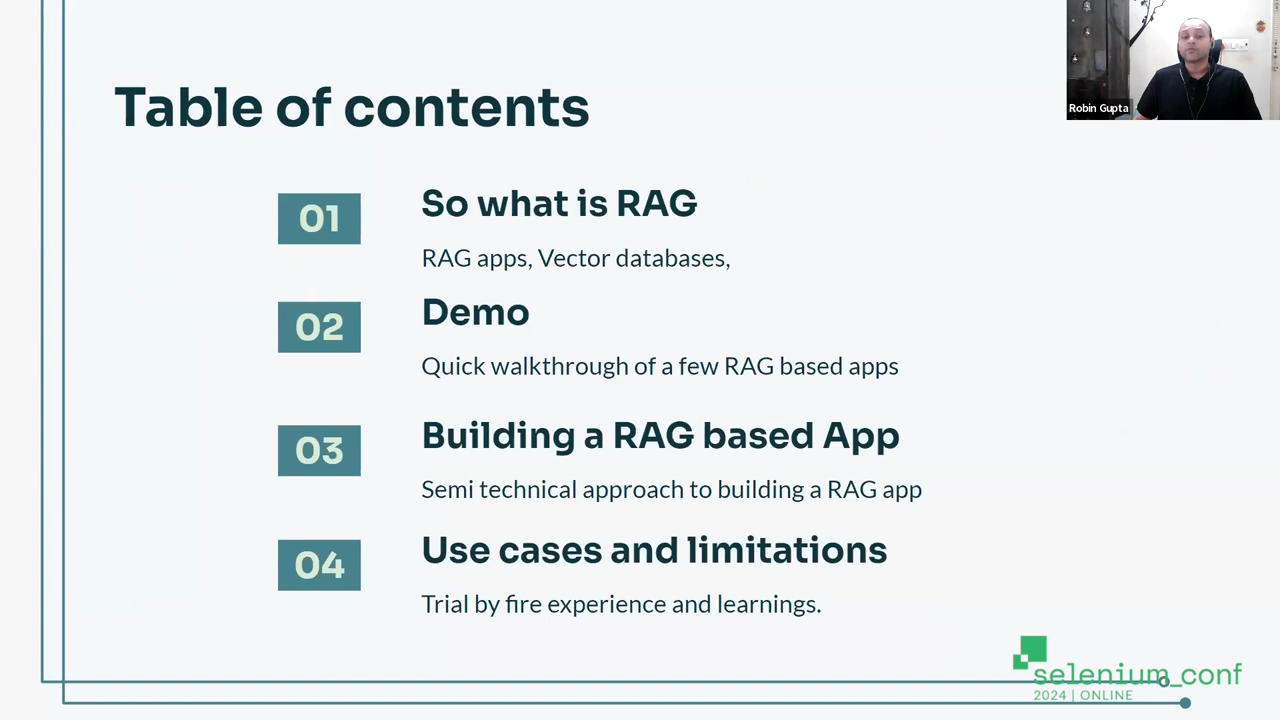 Table of contents
Robin Gupta
01
So what is RAG
RAG apps, Vector databases,
02
Demo
Quick walkthrough of a few RAG based apps
03
Building a RAG based App
Semi technical approach to building a RAG app
04
Use cases and limitations
Trial by fire experience and learnings.
selenium_conf
2024 | ONLINE